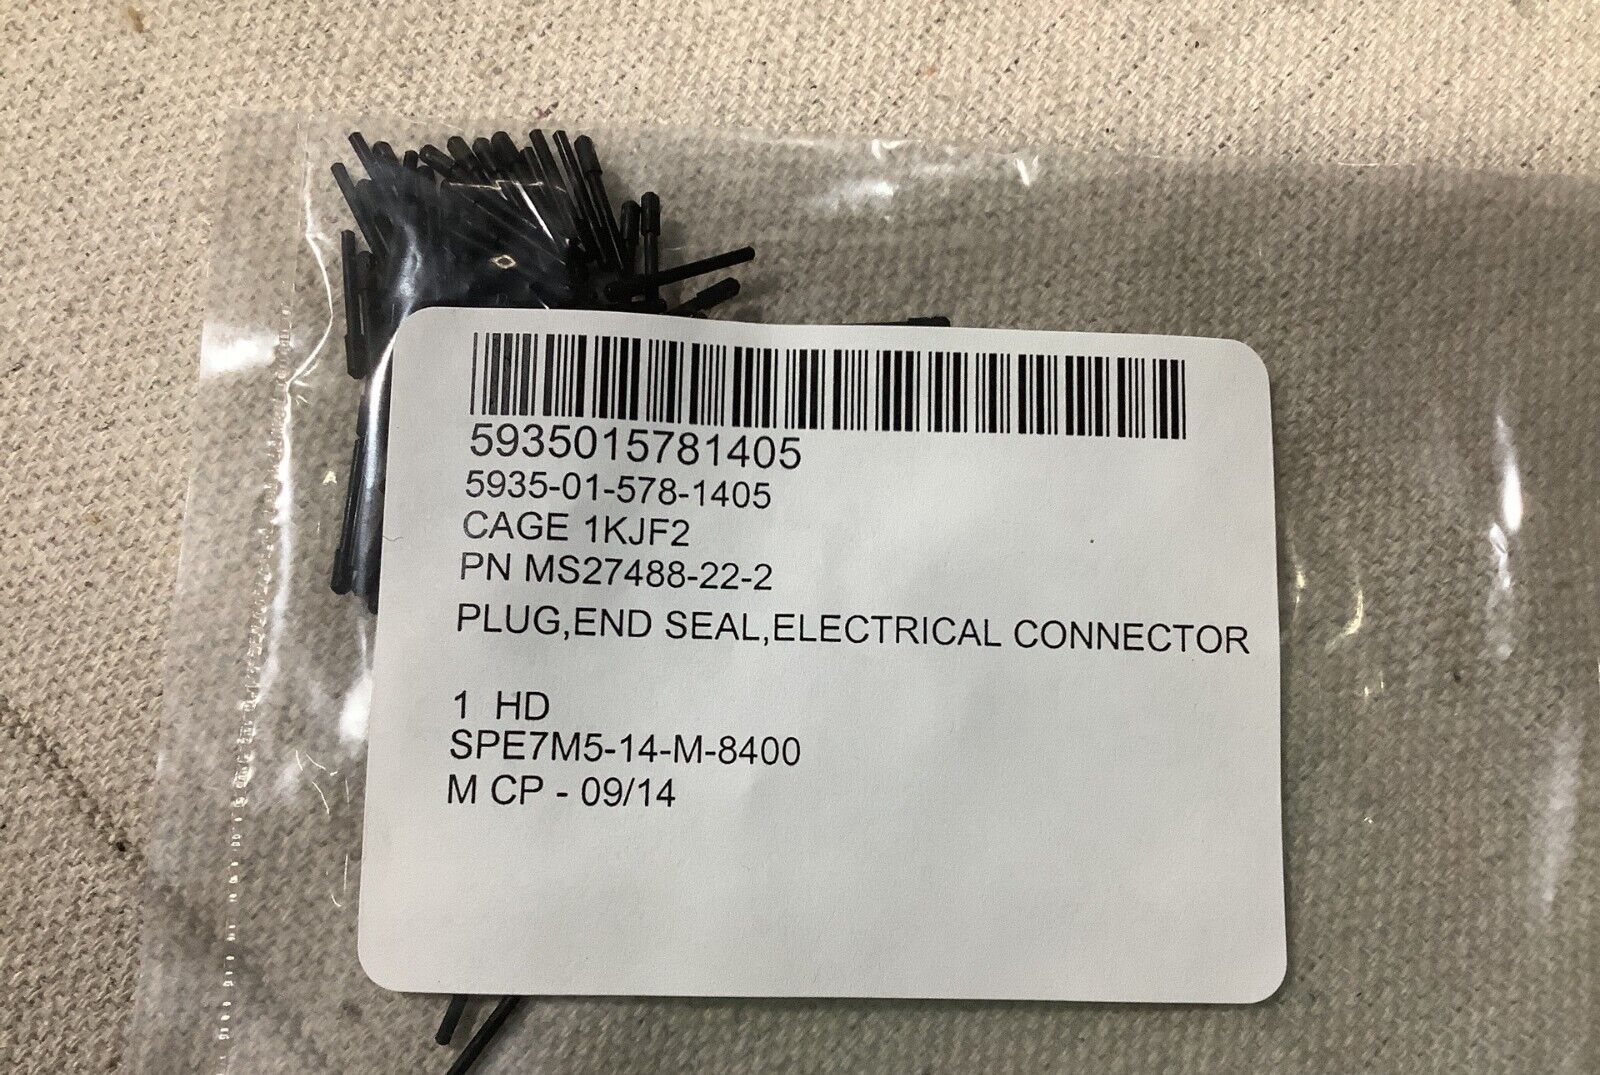 5935015781405
5935-01-578-1405
CAGE 1KJF2
PN MS27488-22-2
PLUG,END SEAL,ELECTRICAL CONNECTOR
1 HD
SPE7M5-14-M-8400
M CP - 09/14